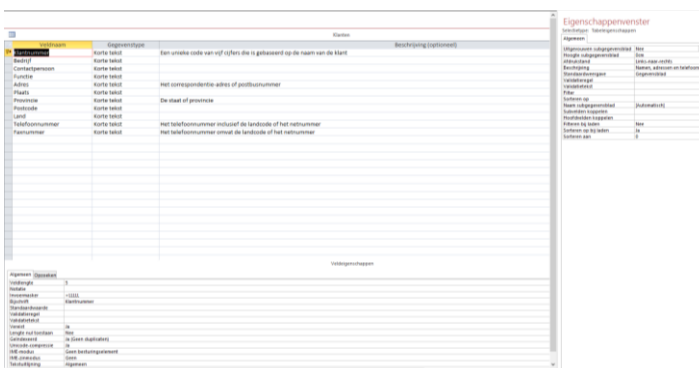 Klanten
Veldnaam Gegevenstype Beschrijving (optioneel)
Klantnummer Korte tekst Een unieke code van vijf cijfers die is gebaseerd op de naam van de klant
Bedrijf Korte tekst
Contactpersoon Korte tekst
Functie Korte tekst
Adres Korte tekst Het correspondentie-adres of postbusnummer
Plaats Korte tekst
Provincie Korte tekst De staat of provincie
Postcode Korte tekst
Land Korte tekst
Telefoonnummer Korte tekst Het telefoonnummer inclusief de landcode of het netnummer
Faxnummer Korte tekst Het telefoonnummer omvat de landcode of het netnummer
Veldeigenschappen
Algemeen Opzoeken
Veldlengte 5
Notatie
Invoermasker
Bijschrift Klantnummer
Standaardwaarde
Validatieregel
Validatietekst
Vereist Ja
Lengte nul toestaan Nee
Geïndexeerd Ja (Geen duplicaten)
Unicode-compressie Ja
IME-modus Geen besturingselement
IME-zinmodus Geen
Tekstuitlijning Algemeen
Eigenschappenvenster
Selectietype: Tabeleigenschappen
Algemeen
Uitgevouwen subgegevensblad Nee
Hoogte subgegevensblad 0cm
Afdrukstand Links-naar-rechts
Beschrijving Namen, adressen en telefoon
Standaardweergave Gegevensblad
Validatieregel
Validatietekst
Filter
Sorteren op
Naam subgegevensblad [Automatisch]
Subvelden koppelen
Hoofdvelden koppelen
Filteren bij laden Nee
Sorteren op bij laden Ja
Sorteren aan 0